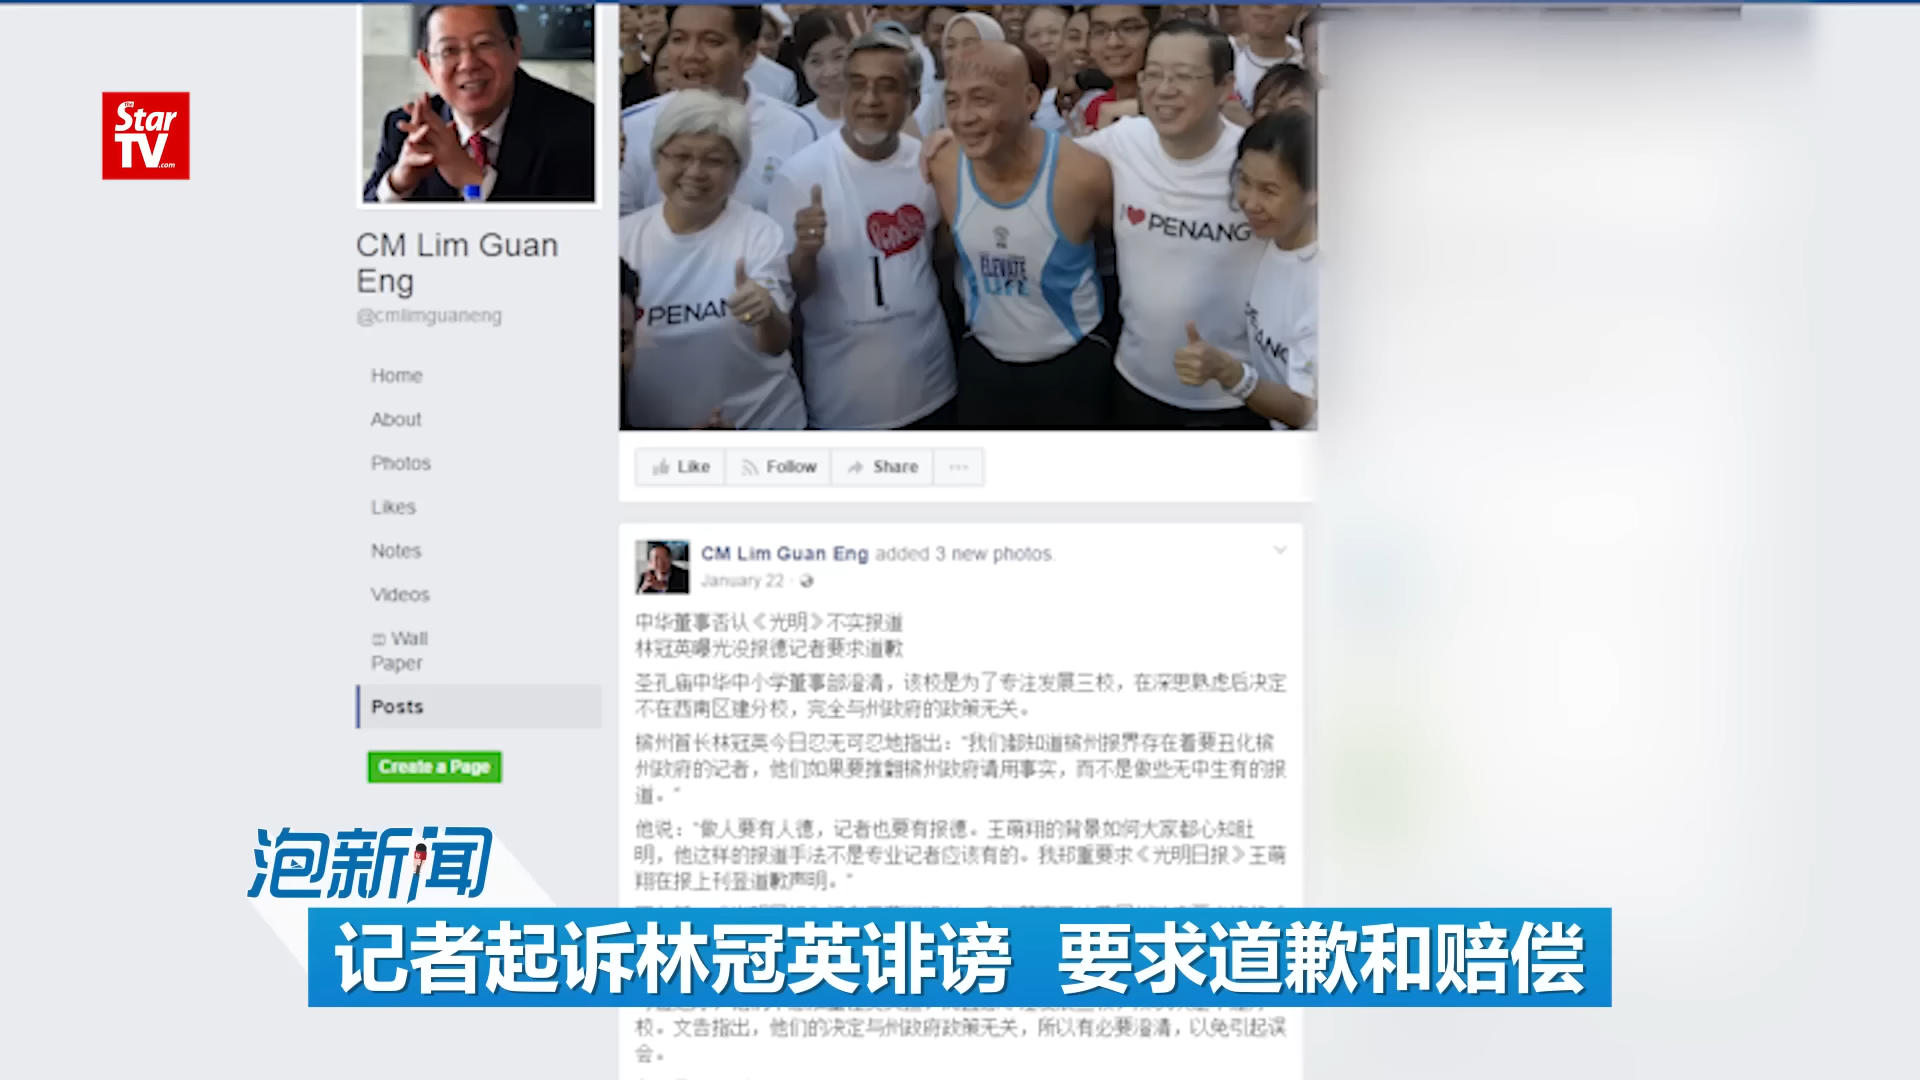 The
Star
TV.com
CM Lim Guan
Eng
@cmlimguaneng
Home
About
Photos
Likes
Notes
Videos
Wall
Paper
Posts
Create a Page
PENANG
I PENANG
Penang
I
ELEVATE
LIFE
PENAN
PENANG
Like Follow Share ...
CM Lim Guan Eng added 3 new photos.
January 22 ·
中华董事否认《光明》不实报道
林冠英曝光没报德记者要求道歉
圣孔庙中华中小学董事部澄清，该校是为了专注发展三校，在深思熟虑后决定
不在西南区建分校，完全与州政府的政策无关。
槟州首长林冠英今日忍无可忍地指出：“我们都知道槟州报界存在着要丑化槟
州政府的记者，他们如果要推翻槟州政府请用事实，而不是做些无中生有的报
道。”
他说：“做人要有人德，记者也要有报德。王萌翔的背景如何大家都心知肚
明，他这样的报道手法不是专业记者应该有的。我郑重要求《光明日报》王萌
翔在报上刊登道歉声明。”
泡新闻
记者起诉林冠英诽谤 要求道歉和赔偿
校。文告指出，他们的决定与州政府政策无关，所以有必要澄清，以免引起误
会。